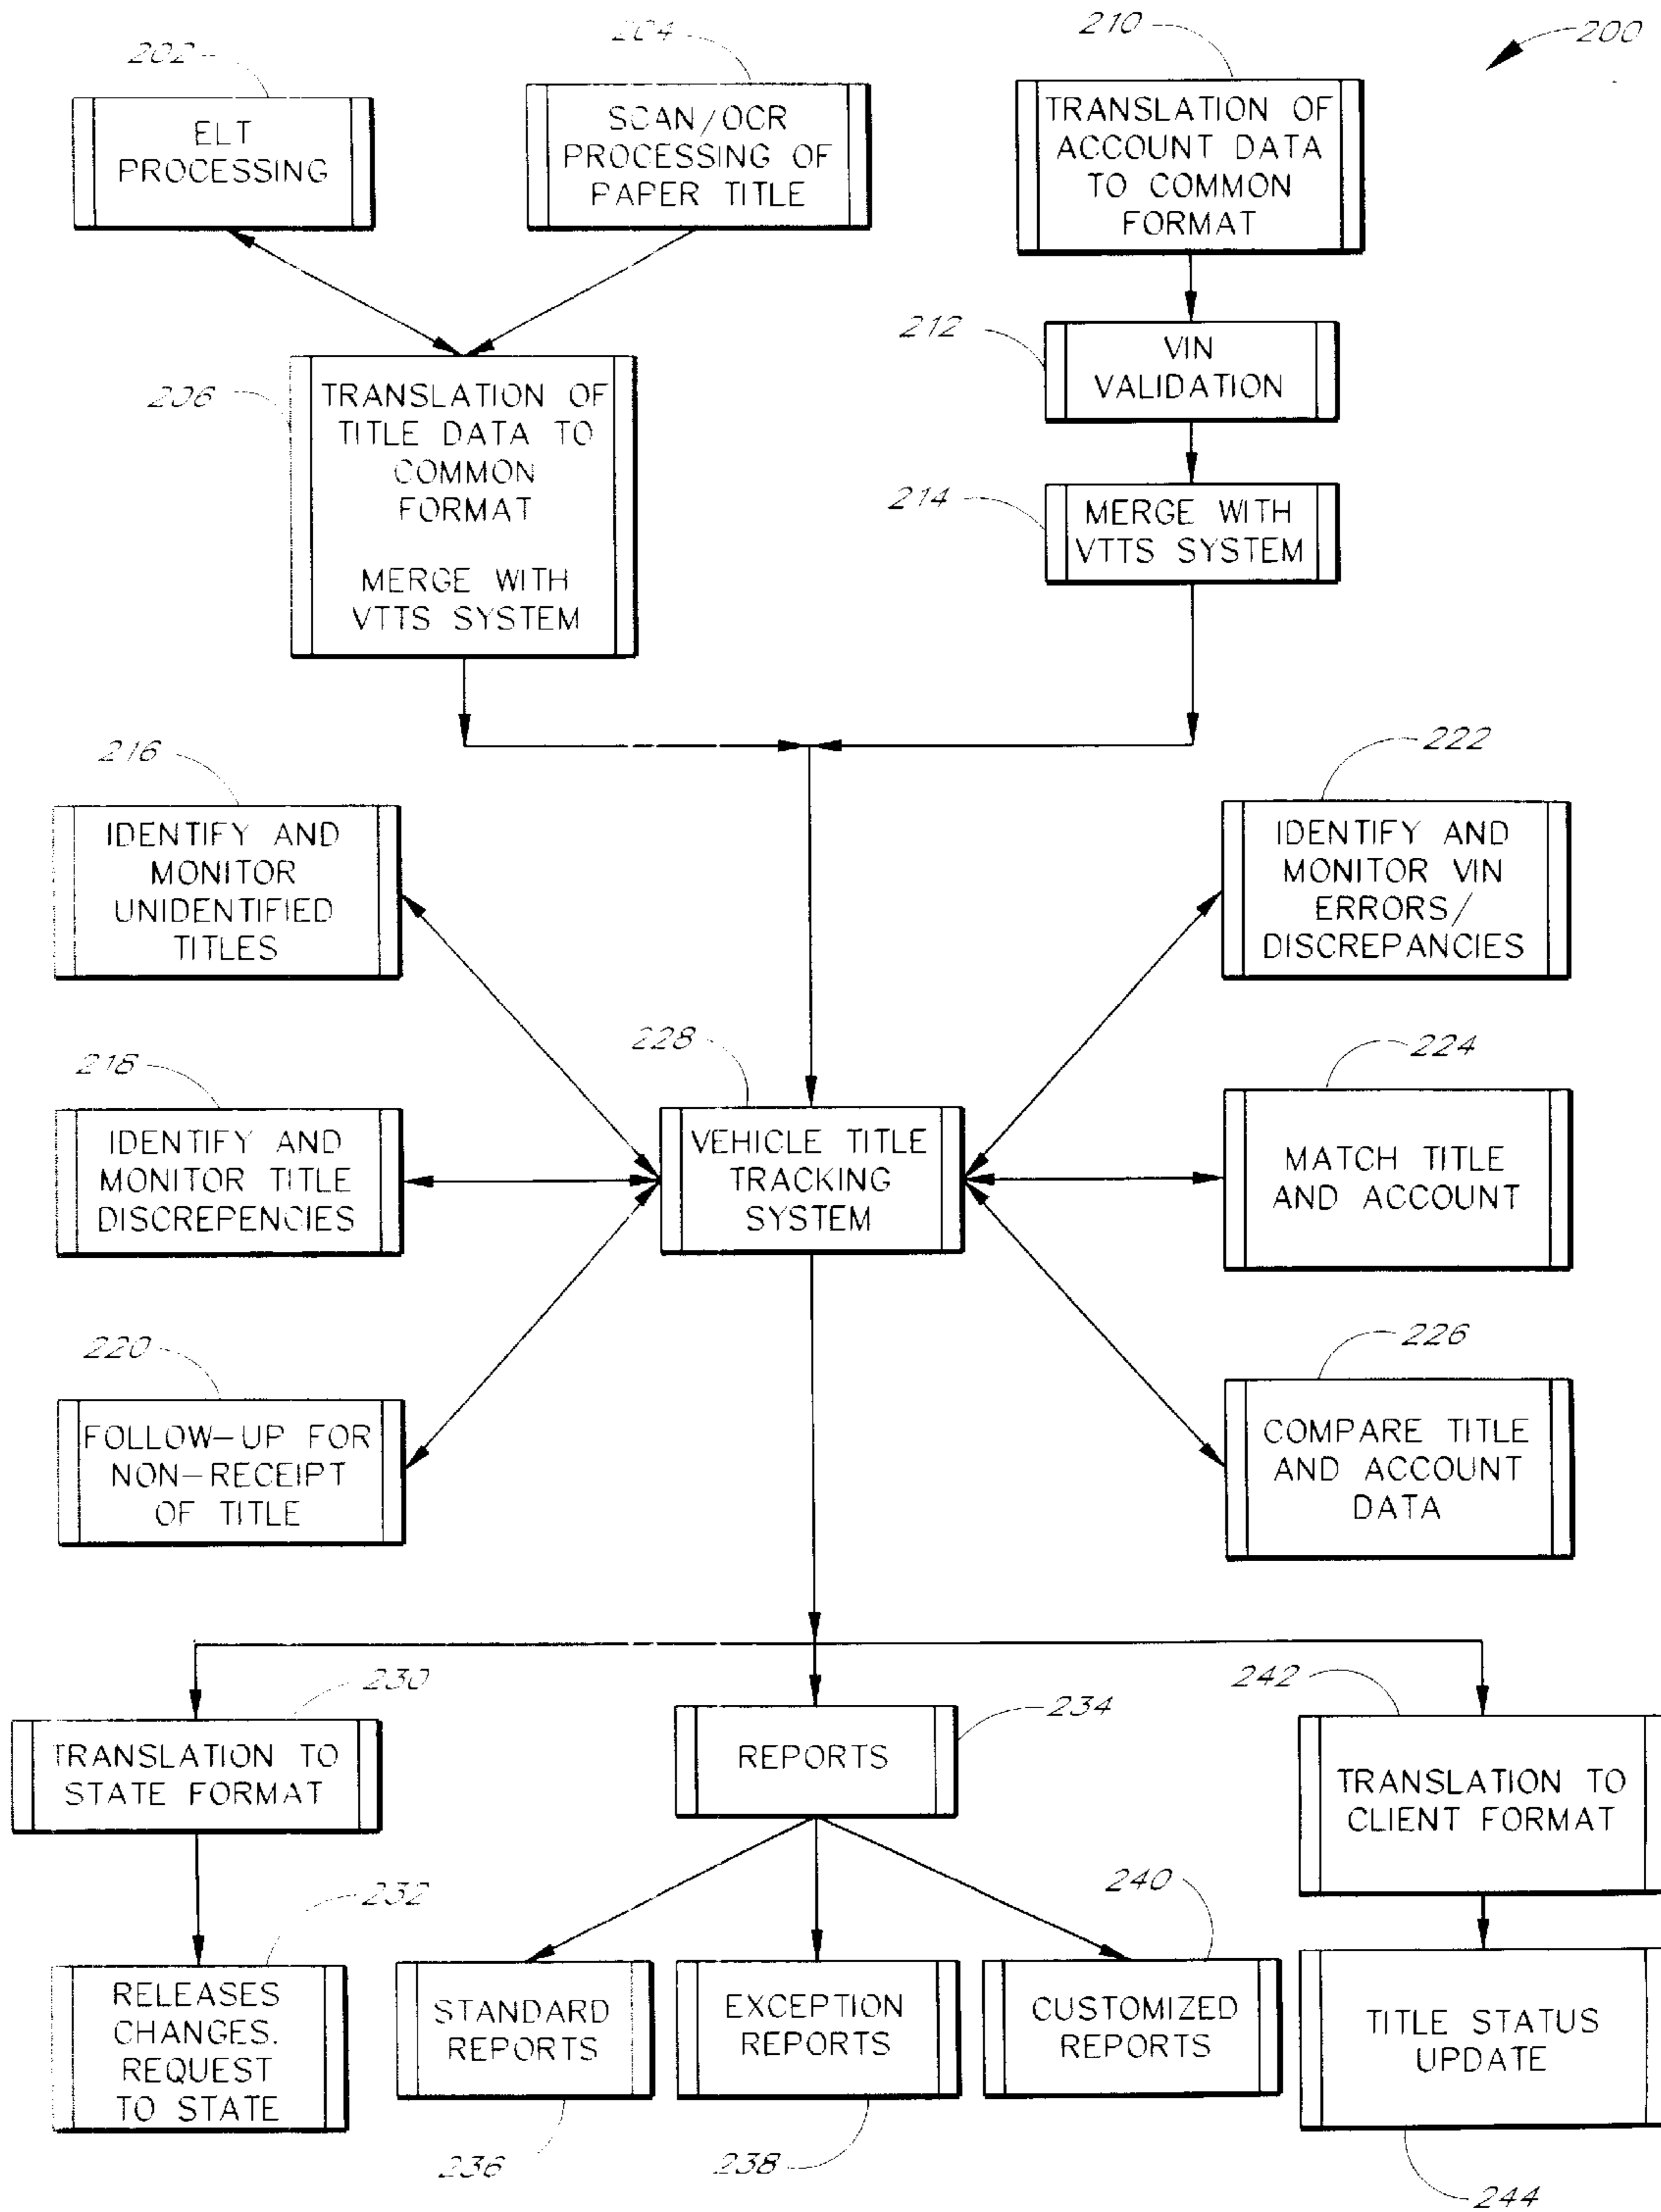 200
202
ELT
PROCESSING
204
SCAN/OCR
PROCESSING OF
PAPER TITLE
210
TRANSLATION OF
ACCOUNT DATA
TO COMMON
FORMAT
206
TRANSLATION OF
TITLE DATA TO
COMMON
FORMAT
MERGE WITH
VTTS SYSTEM
212
VIN
VALIDATION
214
MERGE WITH
VTTS SYSTEM
216
IDENTIFY AND
MONITOR
UNIDENTIFIED
TITLES
222
IDENTIFY AND
MONITOR VIN
ERRORS/
DISCREPANCIES
218
IDENTIFY AND
MONITOR TITLE
DISCREPENCIES
228
VEHICLE TITLE
TRACKING
SYSTEM
224
MATCH TITLE
AND ACCOUNT
220
FOLLOW-UP FOR
NON-RECEIPT
OF TITLE
226
COMPARE TITLE
AND ACCOUNT
DATA
230
TRANSLATION TO
STATE FORMAT
234
REPORTS
242
TRANSLATION TO
CLIENT FORMAT
232
RELEASES
CHANGES.
REQUEST
TO STATE
STANDARD
REPORTS
236
EXCEPTION
REPORTS
238
240
CUSTOMIZED
REPORTS
TITLE STATUS
UPDATE
244